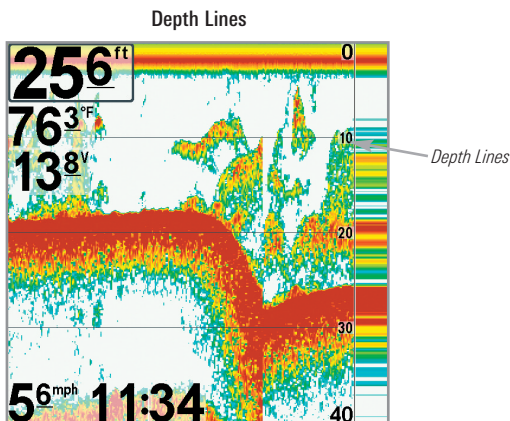 Depth Lines
256 ft
0
763 °F
10
138 V
Depth Lines
20
30
56 mph 11:34
40